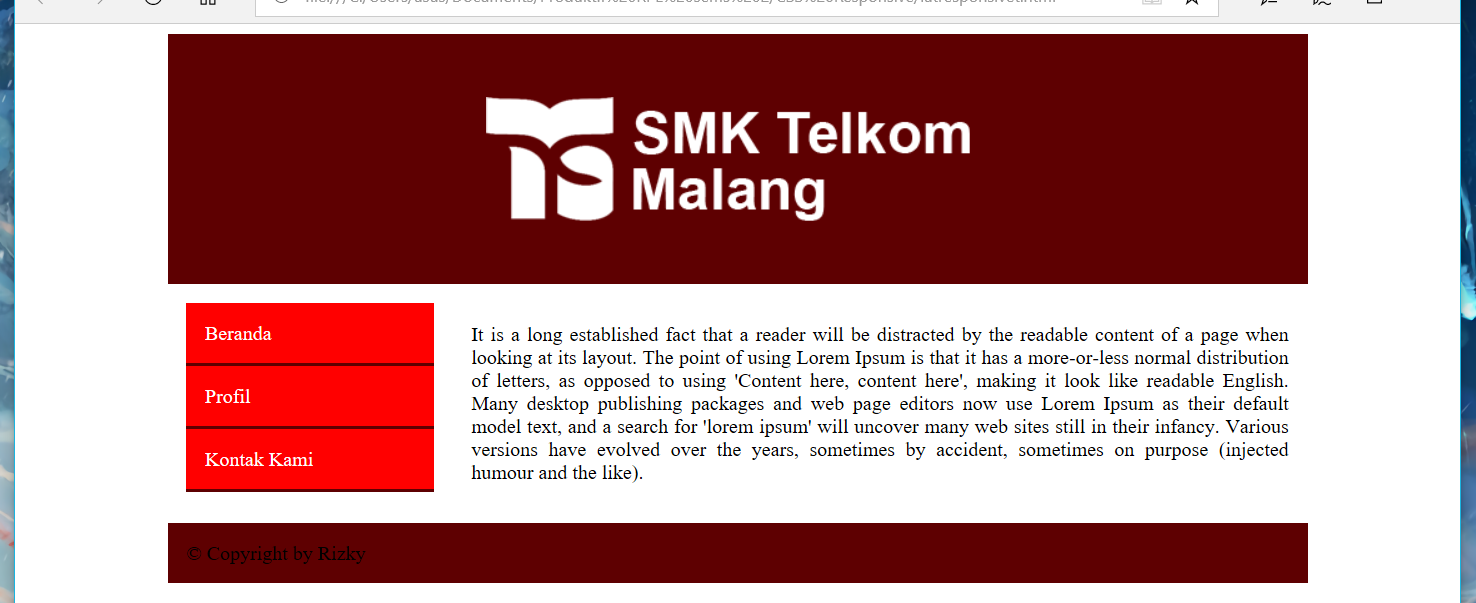 SMK Telkom
Malang
Beranda
Profil
Kontak Kami
It is a long established fact that a reader will be distracted by the readable content of a page when
looking at its layout. The point of using Lorem Ipsum is that it has a more-or-less normal distribution
of letters, as opposed to using 'Content here, content here', making it look like readable English.
Many desktop publishing packages and web page editors now use Lorem Ipsum as their default
model text, and a search for 'lorem ipsum' will uncover many web sites still in their infancy. Various
versions have evolved over the years, sometimes by accident, sometimes on purpose (injected
humour and the like).
© Copyright by Rizky